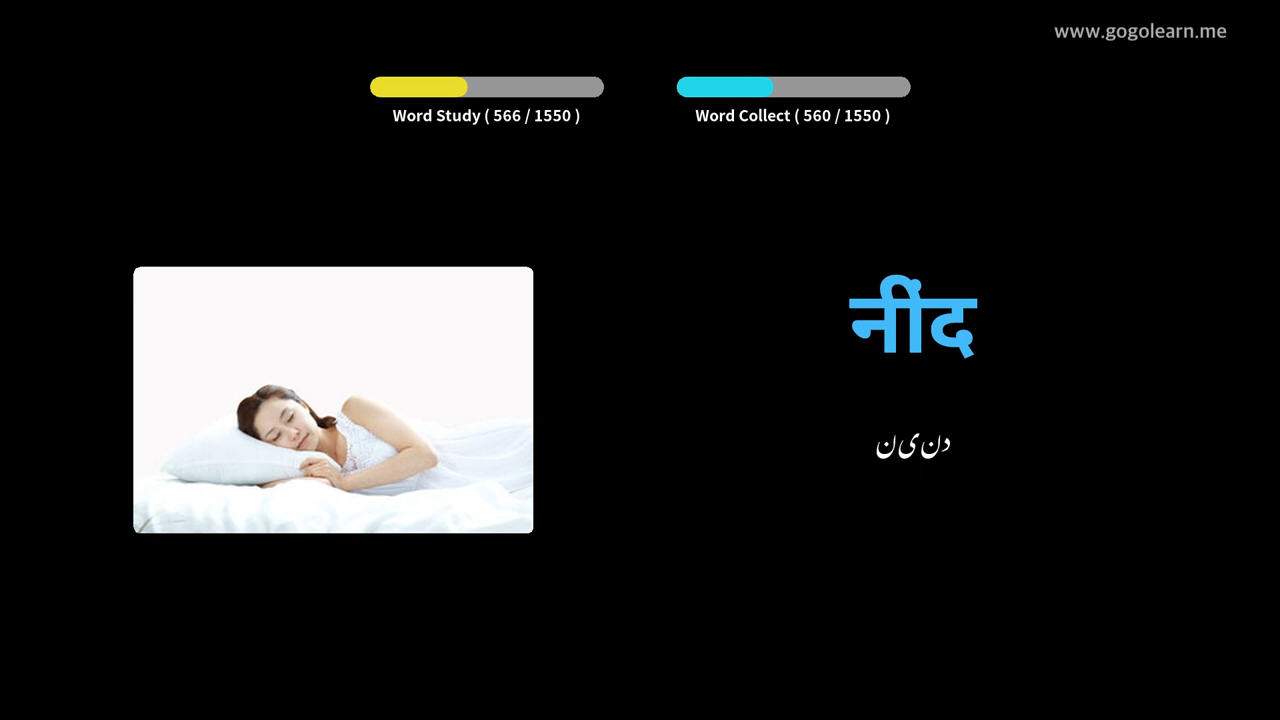 www.gogolearn.me
Word Study ( 566 / 1550 )
Word Collect ( 560 / 1550 )
नींद
د ن ی ن